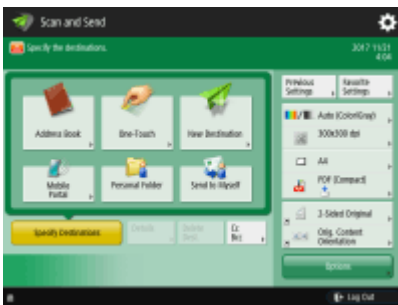 Scan and Send
Specify the destinations.
2017 11/21
4:04
Previous Settings
Favorite Settings
Address Book
One-Touch
New Destination
Mobile Portal
Personal Folder
Send to Myself
Auto (Color/Gray)
300x300 dpi
A4
PDF (Compact)
2-Sided Original
Orig. Content Orientation
Specify Destinations
Details
Delete Dest.
Cc Bcc
Options
Log Out